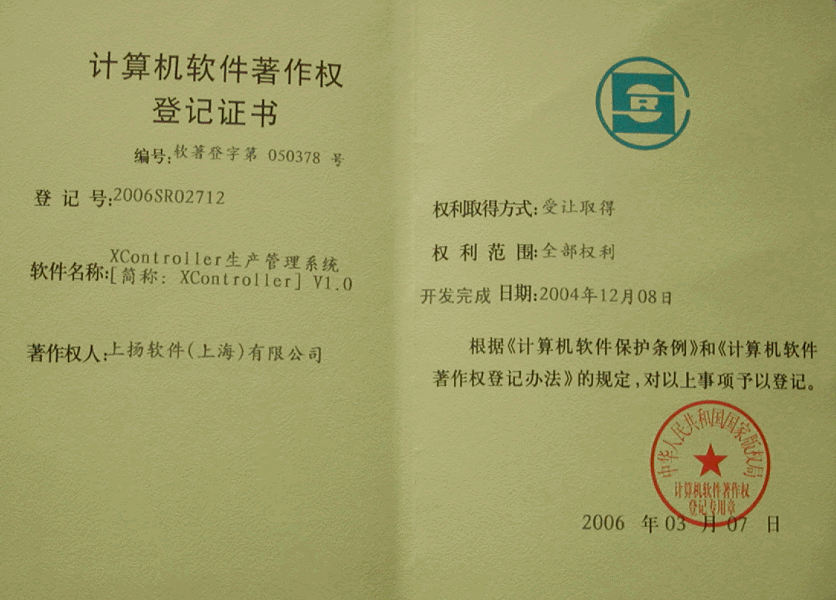 计算机软件著作权
登记证书
编号:软著登字第 050378 号
登 记 号:2006SR02712
软件名称:XController生产管理系统
[简称: XController] V1.0
著作权人:上扬软件(上海)有限公司
SR
权利取得方式:受让取得
权 利 范 围:全部权利
开发完成日期:2004年12月08日
根据《计算机软件保护条例》和《计算机软件
著作权登记办法》的规定,对以上事项予以登记。
中华人民共和国国家版权局
计算机软件著作权
登记专用章
2006 年 03 月 07 日